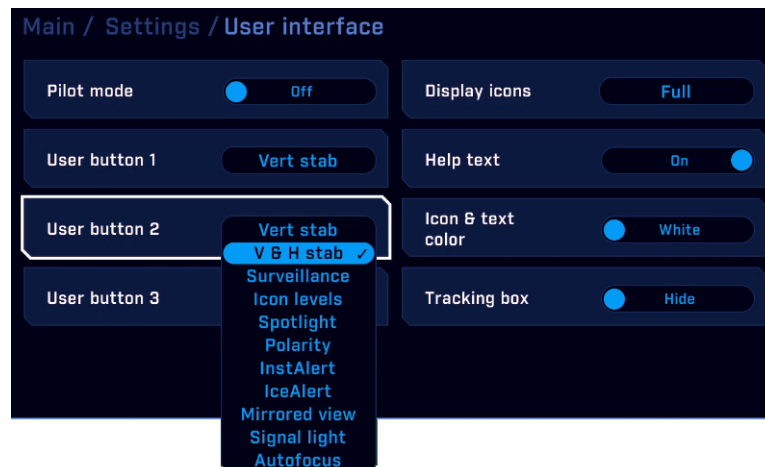 Main / Settings / User interface
Pilot mode
Off
Display icons
Full
User button 1
Vert stab
Help text
On
User button 2
Vert stab
V & H stab ✓
Surveillance
Icon levels
Spotlight
Polarity
InstAlert
IceAlert
Mirrored view
Signal light
Autofocus
Icon & text
color
White
User button 3
Tracking box
Hide